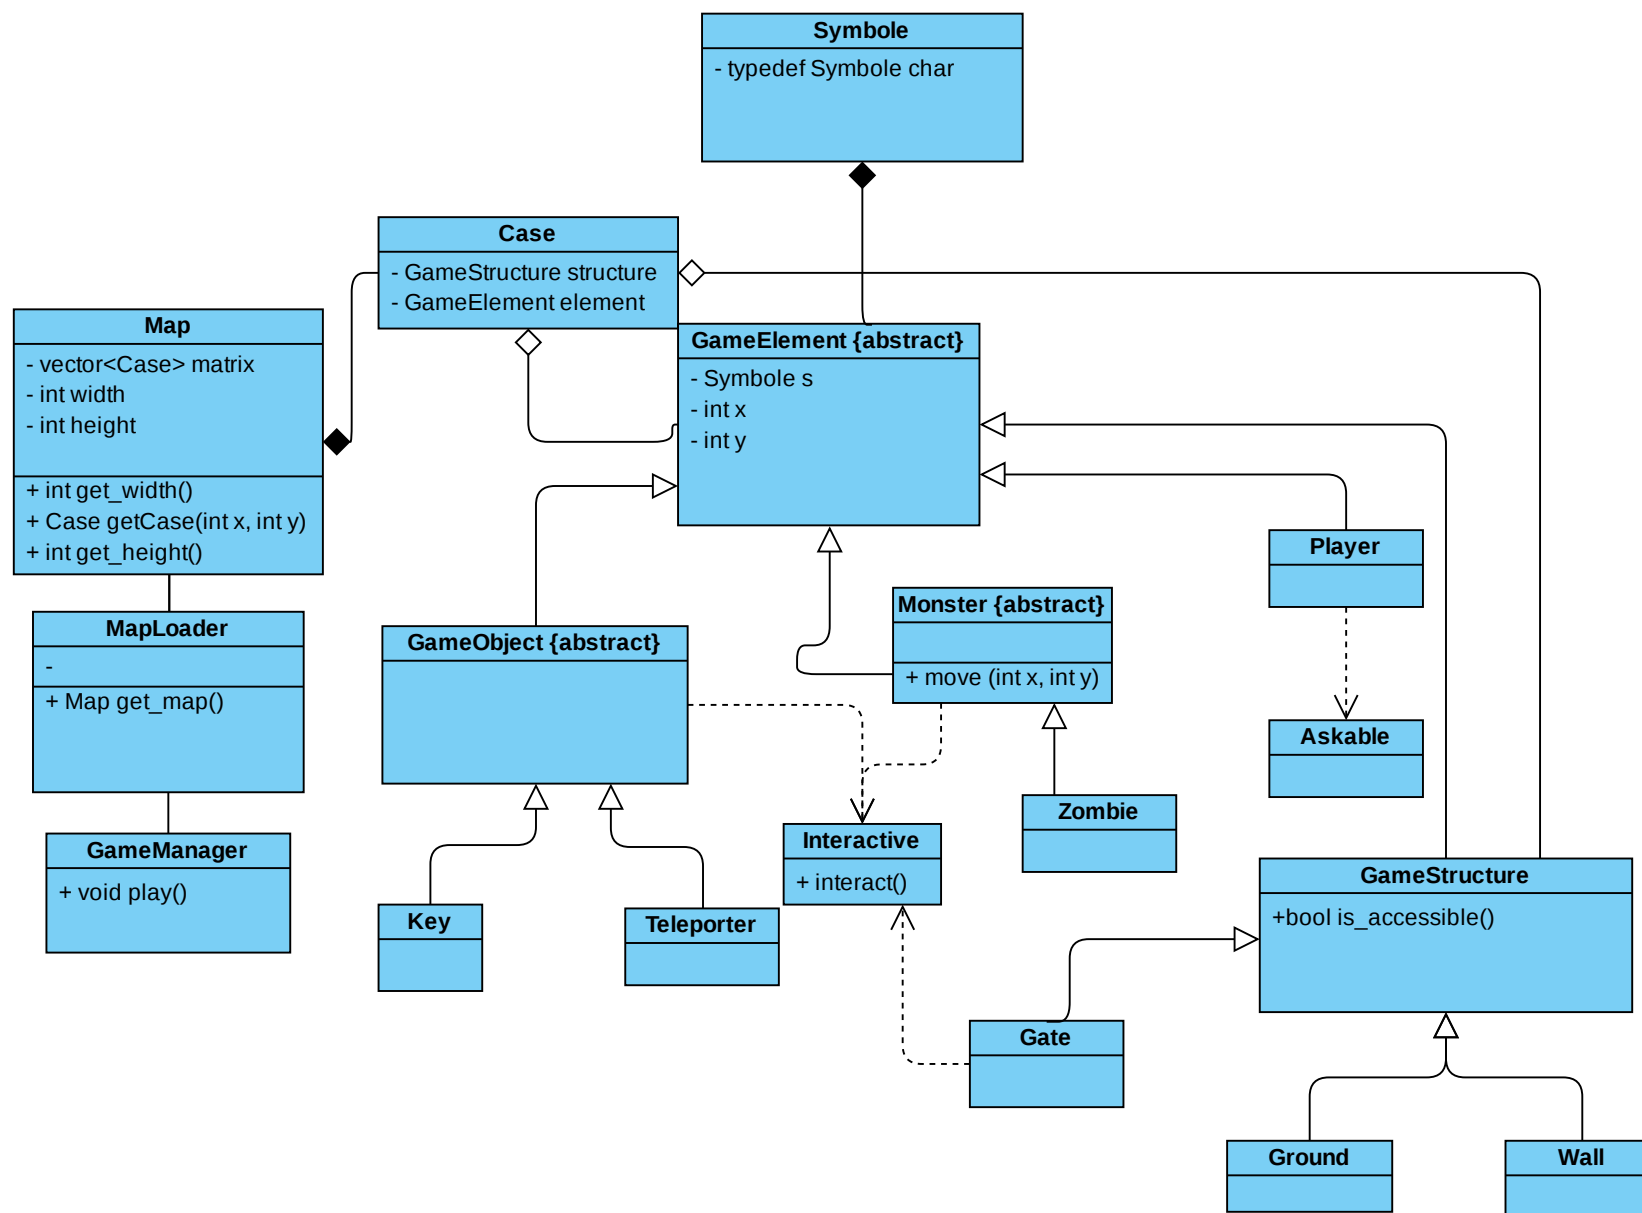 Symbole
- typedef Symbole char
Case
- GameStructure structure
- GameElement element
Map
- vector<Case> matrix
- int width
- int height
+ int get_width()
+ Case getCase(int x, int y)
+ int get_height()
GameElement {abstract}
- Symbole s
- int x
- int y
Player
Monster {abstract}
+ move (int x, int y)
MapLoader
-
+ Map get_map()
GameObject {abstract}
Askable
Zombie
Interactive
+ interact()
GameManager
+ void play()
GameStructure
+bool is_accessible()
Key
Teleporter
Gate
Ground
Wall